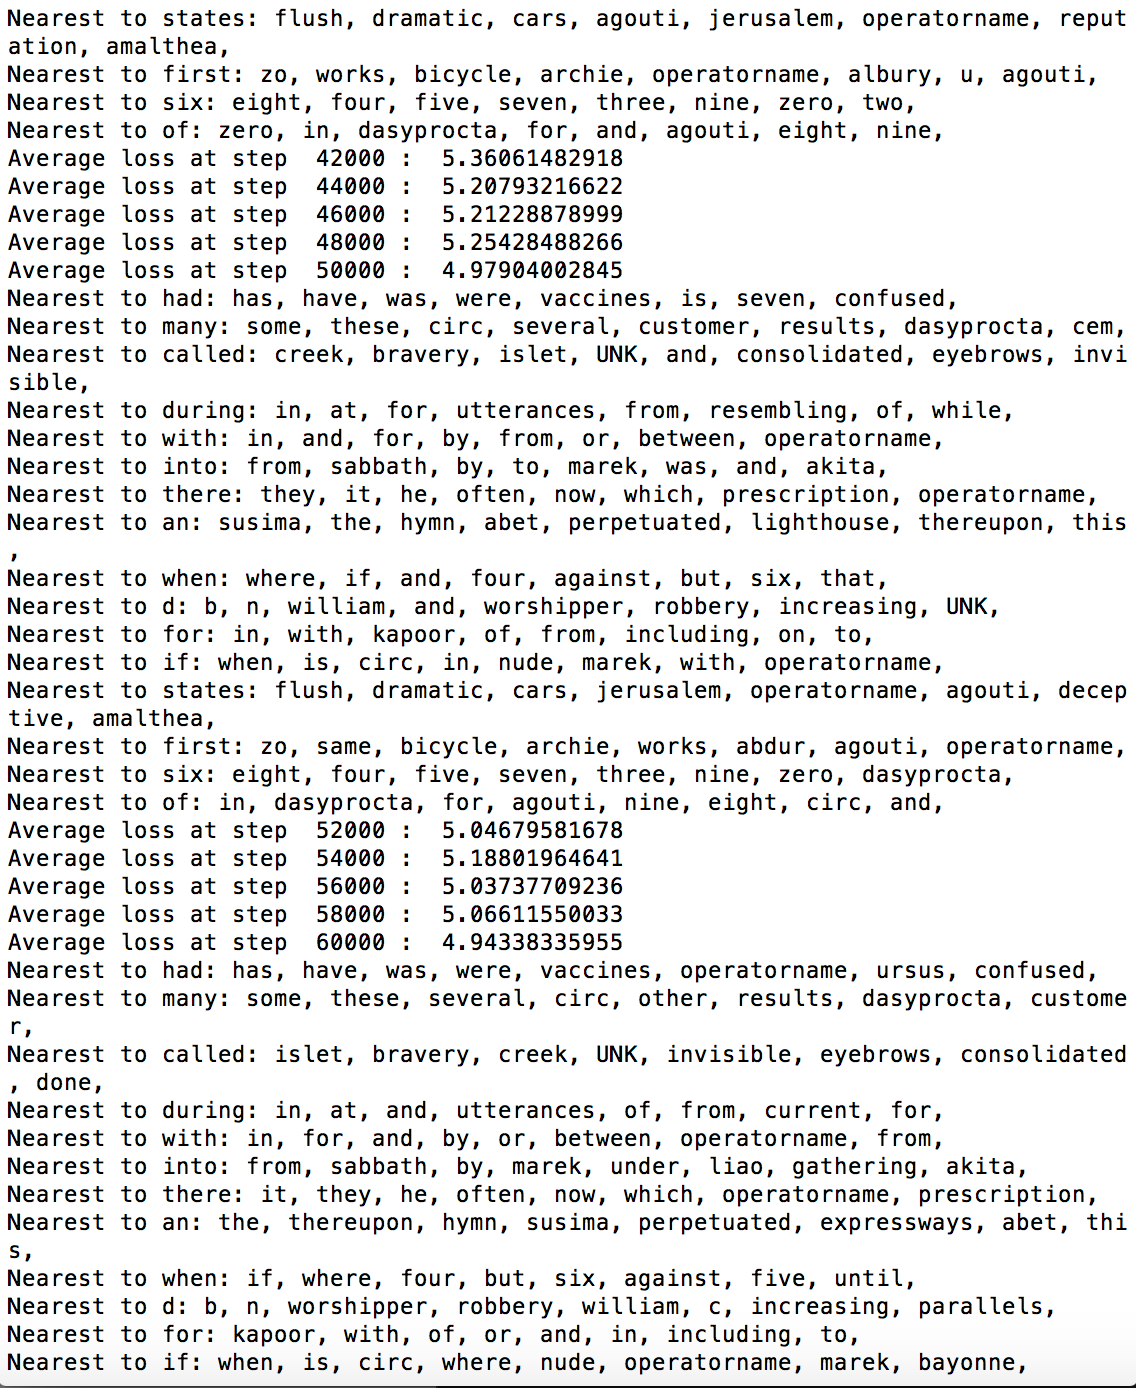 Nearest to states: flush, dramatic, cars, agouti, jerusalem, operatorname, reput
ation, amalthea,
Nearest to first: zo, works, bicycle, archie, operatorname, albury, u, agouti,
Nearest to six: eight, four, five, seven, three, nine, zero, two,
Nearest to of: zero, in, dasyprocta, for, and, agouti, eight, nine,
Average loss at step  42000 :  5.36061482918
Average loss at step  44000 :  5.20793216622
Average loss at step  46000 :  5.21228878999
Average loss at step  48000 :  5.25428488266
Average loss at step  50000 :  4.97904002845
Nearest to had: has, have, was, were, vaccines, is, seven, confused,
Nearest to many: some, these, circ, several, customer, results, dasyprocta, cem,
Nearest to called: creek, bravery, islet, UNK, and, consolidated, eyebrows, invi
sible,
Nearest to during: in, at, for, utterances, from, resembling, of, while,
Nearest to with: in, and, for, by, from, or, between, operatorname,
Nearest to into: from, sabbath, by, to, marek, was, and, akita,
Nearest to there: they, it, he, often, now, which, prescription, operatorname,
Nearest to an: susima, the, hymn, abet, perpetuated, lighthouse, thereupon, this
,
Nearest to when: where, if, and, four, against, but, six, that,
Nearest to d: b, n, william, and, worshipper, robbery, increasing, UNK,
Nearest to for: in, with, kapoor, of, from, including, on, to,
Nearest to if: when, is, circ, in, nude, marek, with, operatorname,
Nearest to states: flush, dramatic, cars, jerusalem, operatorname, agouti, decep
tive, amalthea,
Nearest to first: zo, same, bicycle, archie, works, abdur, agouti, operatorname,
Nearest to six: eight, four, five, seven, three, nine, zero, dasyprocta,
Nearest to of: in, dasyprocta, for, agouti, nine, eight, circ, and,
Average loss at step  52000 :  5.04679581678
Average loss at step  54000 :  5.18801964641
Average loss at step  56000 :  5.03737709236
Average loss at step  58000 :  5.06611550033
Average loss at step  60000 :  4.94338335955
Nearest to had: has, have, was, were, vaccines, operatorname, ursus, confused,
Nearest to many: some, these, several, circ, other, results, dasyprocta, custome
r,
Nearest to called: islet, bravery, creek, UNK, invisible, eyebrows, consolidated
, done,
Nearest to during: in, at, and, utterances, of, from, current, for,
Nearest to with: in, for, and, by, or, between, operatorname, from,
Nearest to into: from, sabbath, by, marek, under, liao, gathering, akita,
Nearest to there: it, they, he, often, now, which, operatorname, prescription,
Nearest to an: the, thereupon, hymn, susima, perpetuated, expressways, abet, thi
s,
Nearest to when: if, where, four, but, six, against, five, until,
Nearest to d: b, n, worshipper, robbery, william, c, increasing, parallels,
Nearest to for: kapoor, with, of, or, and, in, including, to,
Nearest to if: when, is, circ, where, nude, operatorname, marek, bayonne,